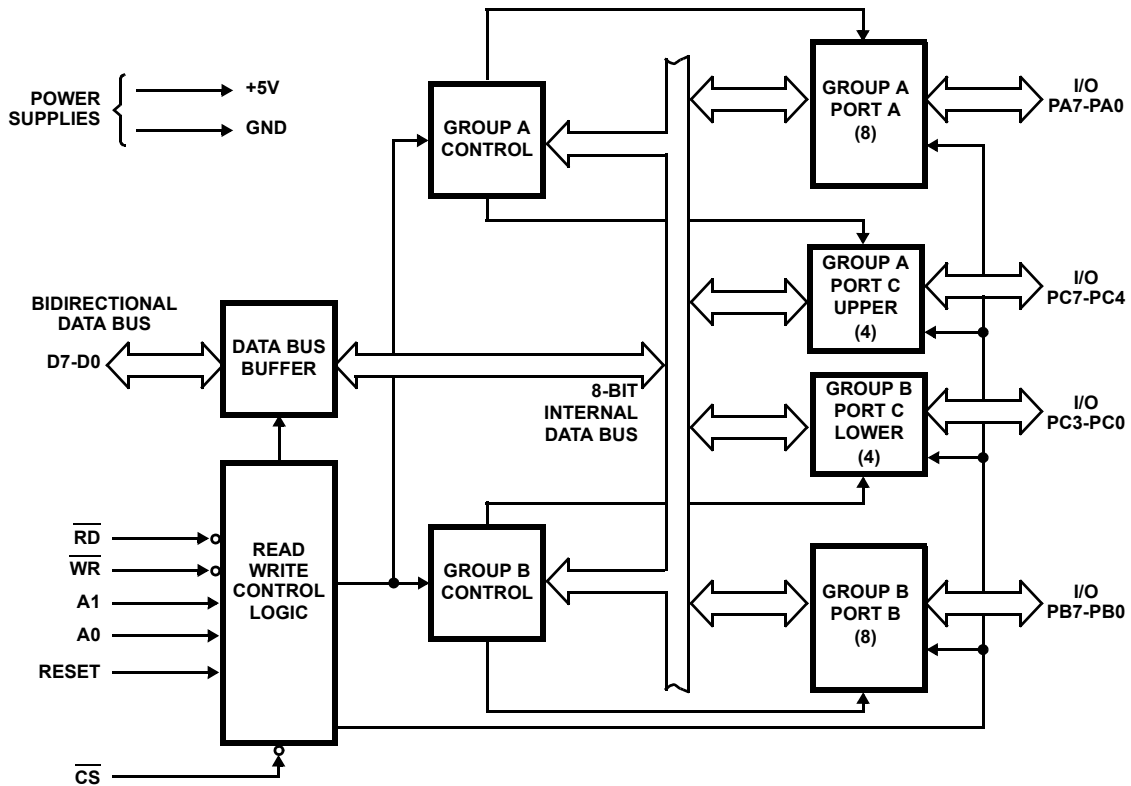 POWER
SUPPLIES
+5V
GND
GROUP A
CONTROL
GROUP A
PORT A
(8)
I/O
PA7-PA0
GROUP A
PORT C
UPPER
(4)
I/O
PC7-PC4
BIDIRECTIONAL
DATA BUS
D7-D0
DATA BUS
BUFFER
8-BIT
INTERNAL
DATA BUS
GROUP B
PORT C
LOWER
(4)
I/O
PC3-PC0
RD
WR
A1
A0
RESET
CS
READ
WRITE
CONTROL
LOGIC
GROUP B
CONTROL
GROUP B
PORT B
(8)
I/O
PB7-PB0